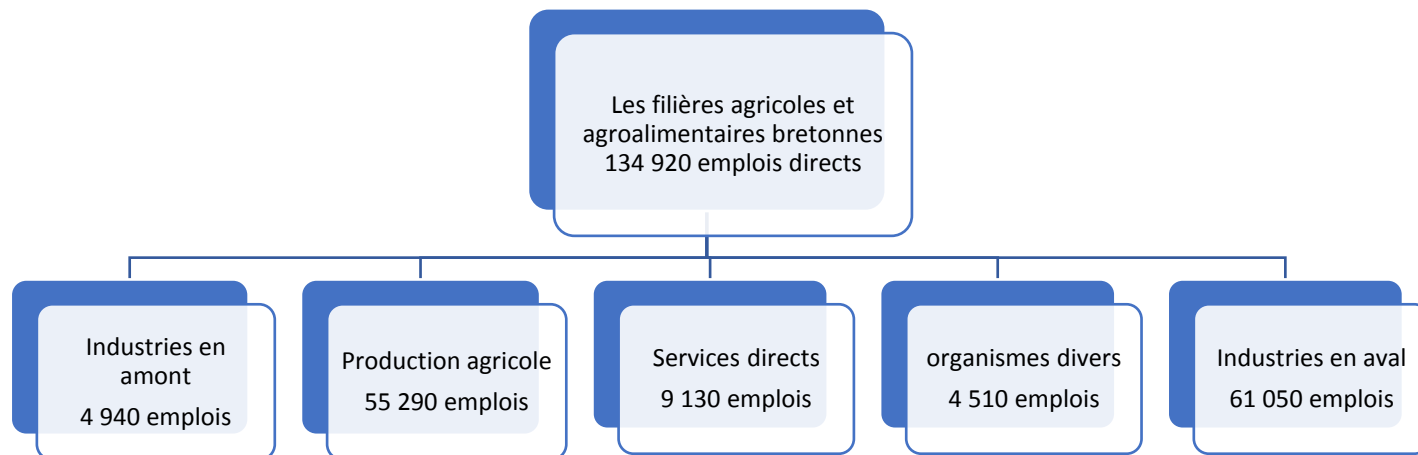 Les filières agricoles et
agroalimentaires bretonnes
134 920 emplois directs
Industries en
amont
4 940 emplois
Production agricole
55 290 emplois
Services directs
9 130 emplois
organismes divers
4 510 emplois
Industries en aval
61 050 emplois